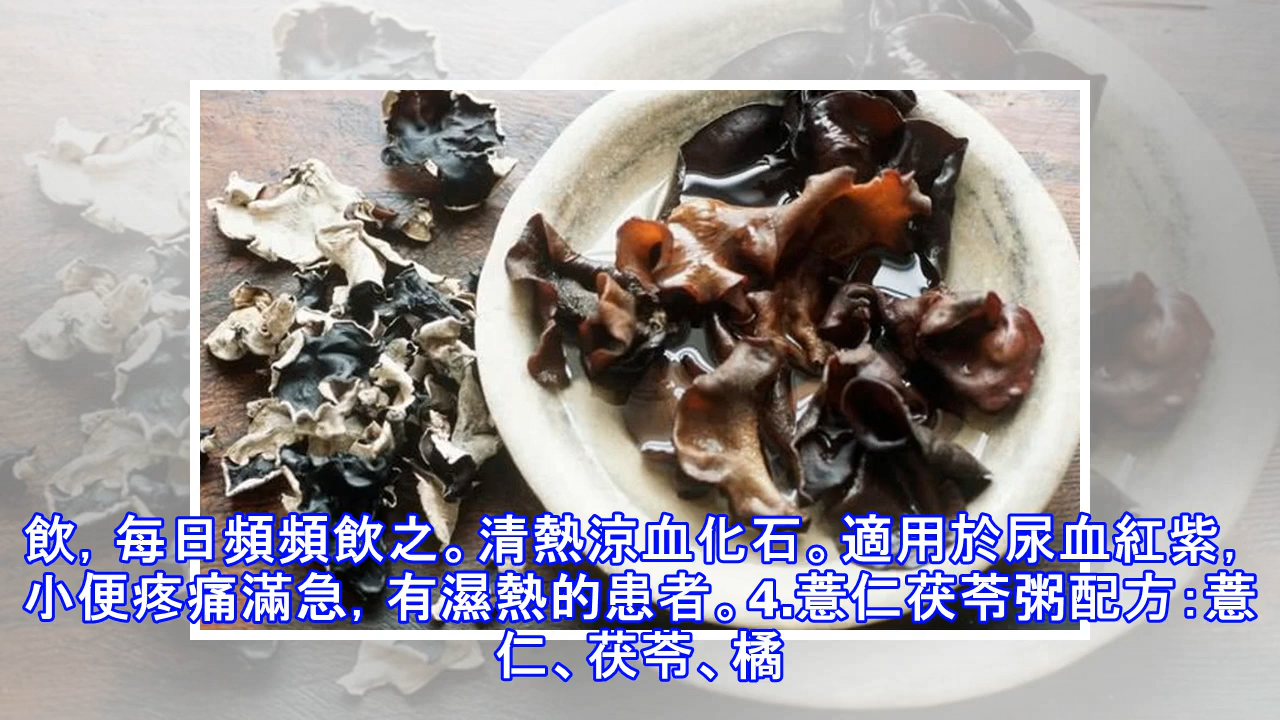 飲，每日頻頻飲之。清熱涼血化石。適用於尿血紅紫，
小便疼痛滿急，有濕熱的患者。4.薏仁茯苓粥配方：薏
仁、茯苓、橘